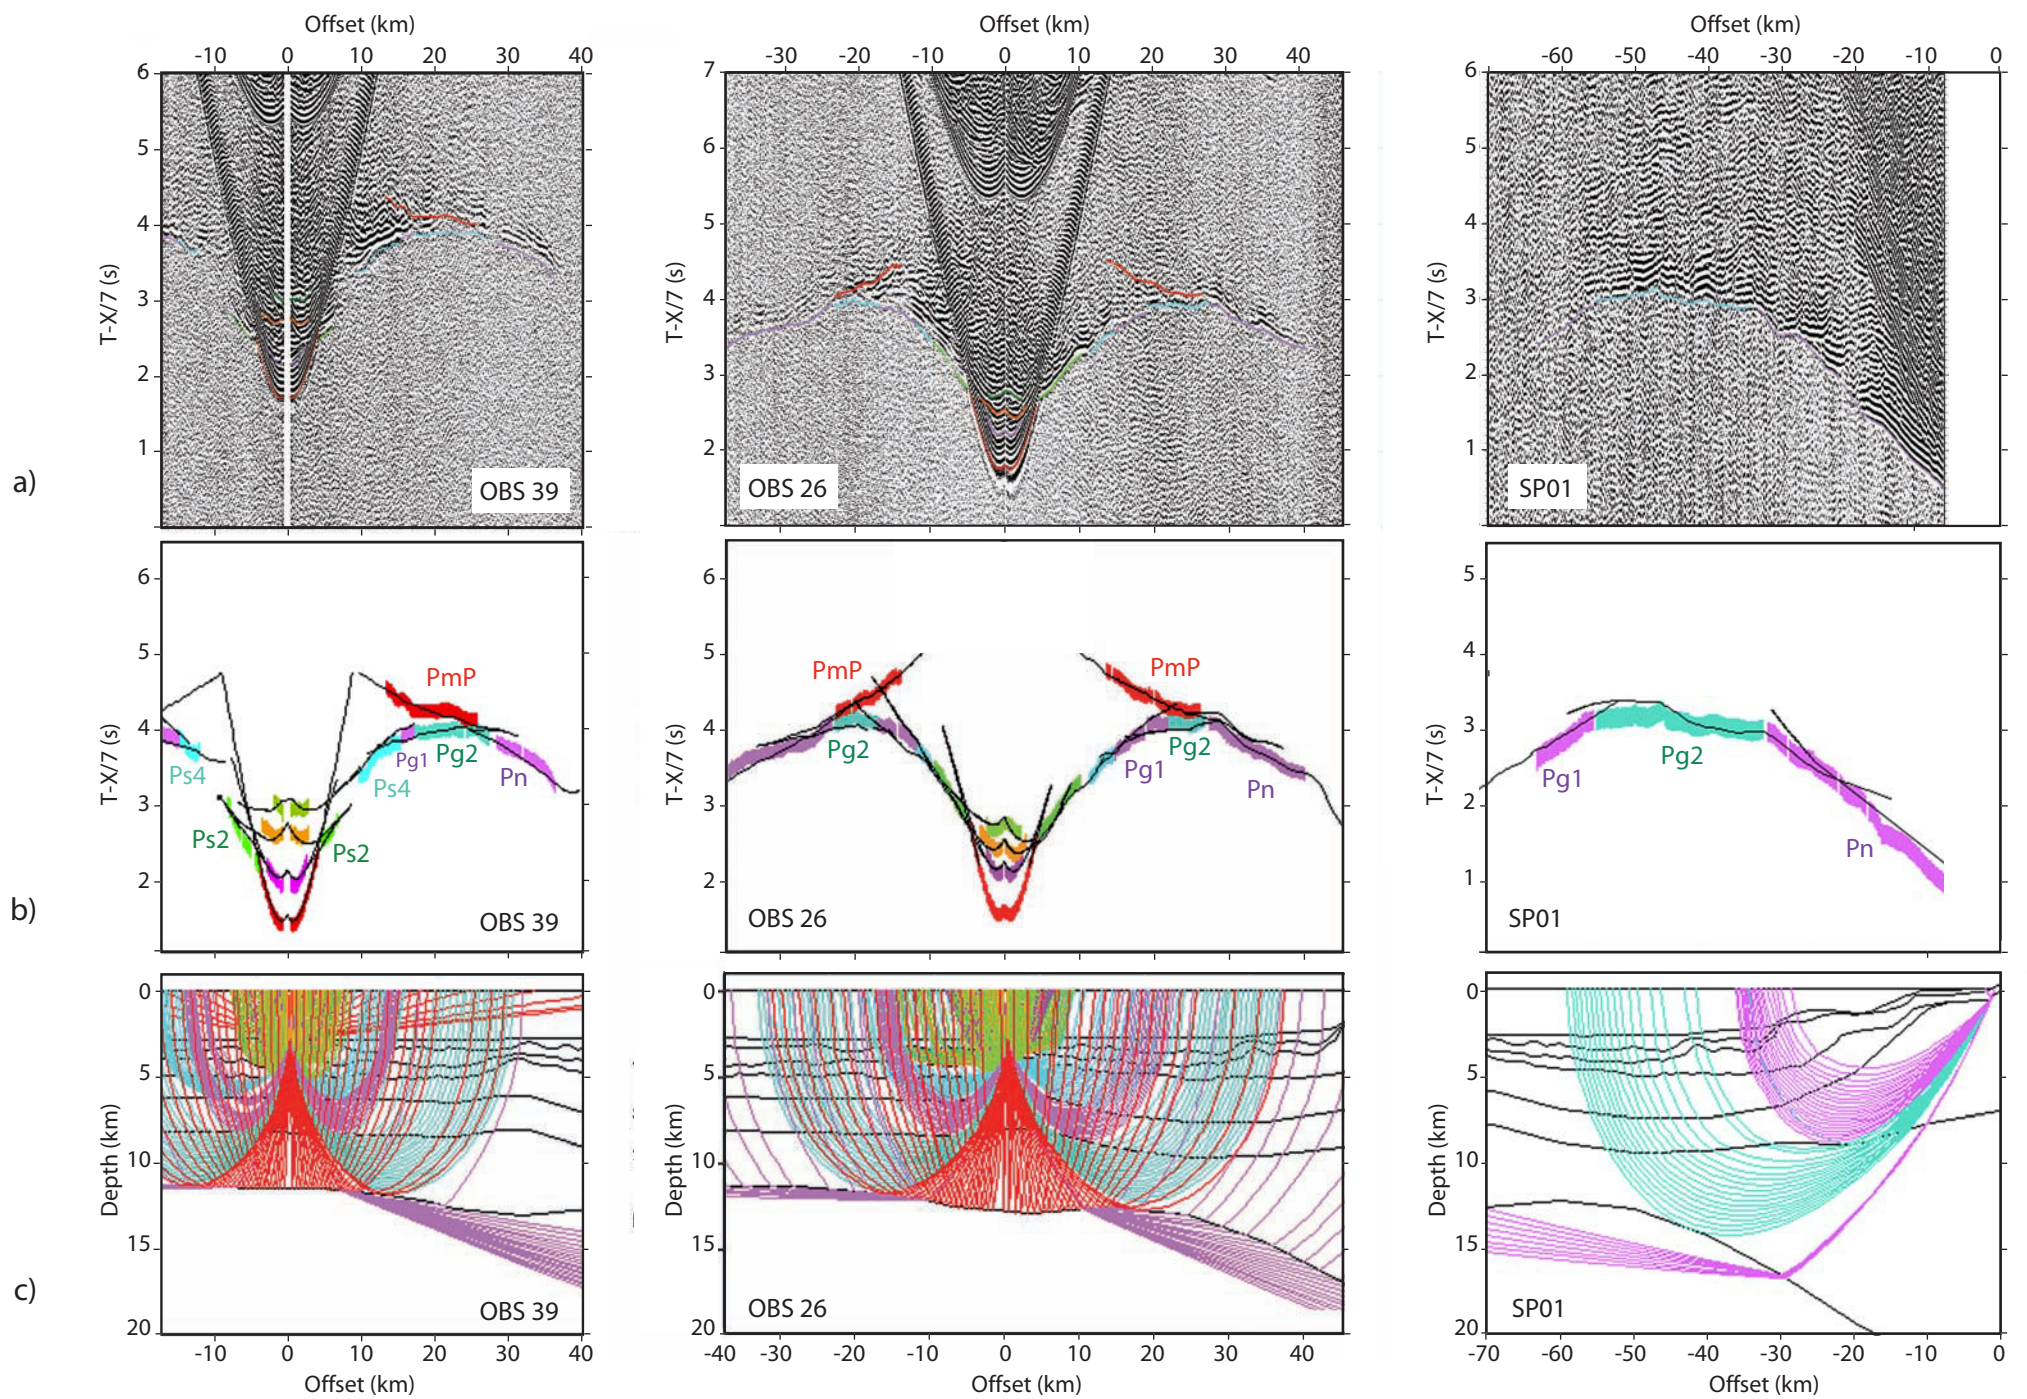 Offset (km) Offset (km) Offset (km)
-10 0 10 20 30 40 -30 -20 -10 0 10 20 30 40 -60 -50 -40 -30 -20 -10 0
a)
T-X/7 (s)
6
5
4
3
2
1
OBS 39
T-X/7 (s)
7
6
5
4
3
2
OBS 26
T-X/7 (s)
6
5
4
3
2
1
SP01
b)
T-X/7 (s)
6
5
4
3
2
PmP
Ps4
Pg1
Pg2
Ps4
Pn
Ps2
Ps2
OBS 39
T-X/7 (s)
6
5
4
3
2
PmP
PmP
Pg2
Pg2
Pg1
Pn
OBS 26
T-X/7 (s)
5
4
3
2
1
Pg2
Pg1
Pn
SP01
c)
Depth (km)
0
5
10
15
20
OBS 39
Depth (km)
0
5
10
15
20
OBS 26
Depth (km)
0
5
10
15
20
SP01
-10 0 10 20 30 40 -40 -30 -20 -10 0 10 20 30 40 -70 -60 -50 -40 -30 -20 -10 0
Offset (km) Offset (km) Offset (km)